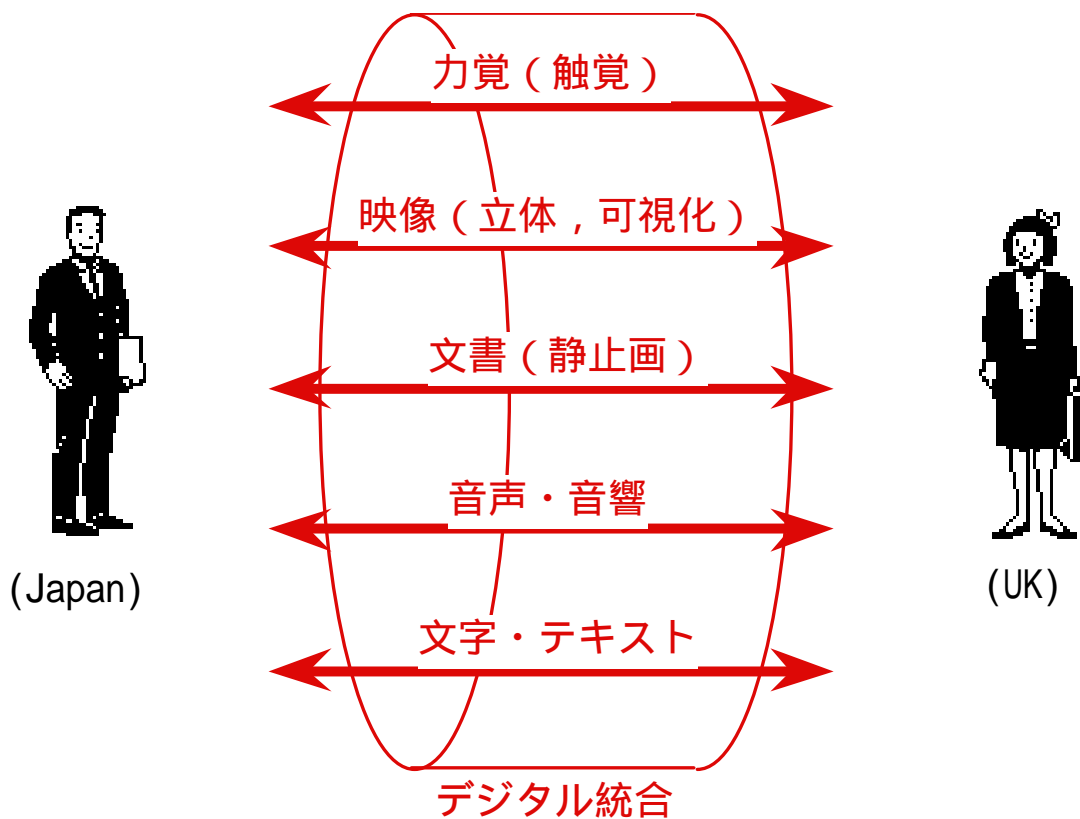 力覚(触覚)
映像(立体,可視化)
文書(静止画)
音声・音響
(Japan)
(UK)
文字・テキスト
デジタル統合